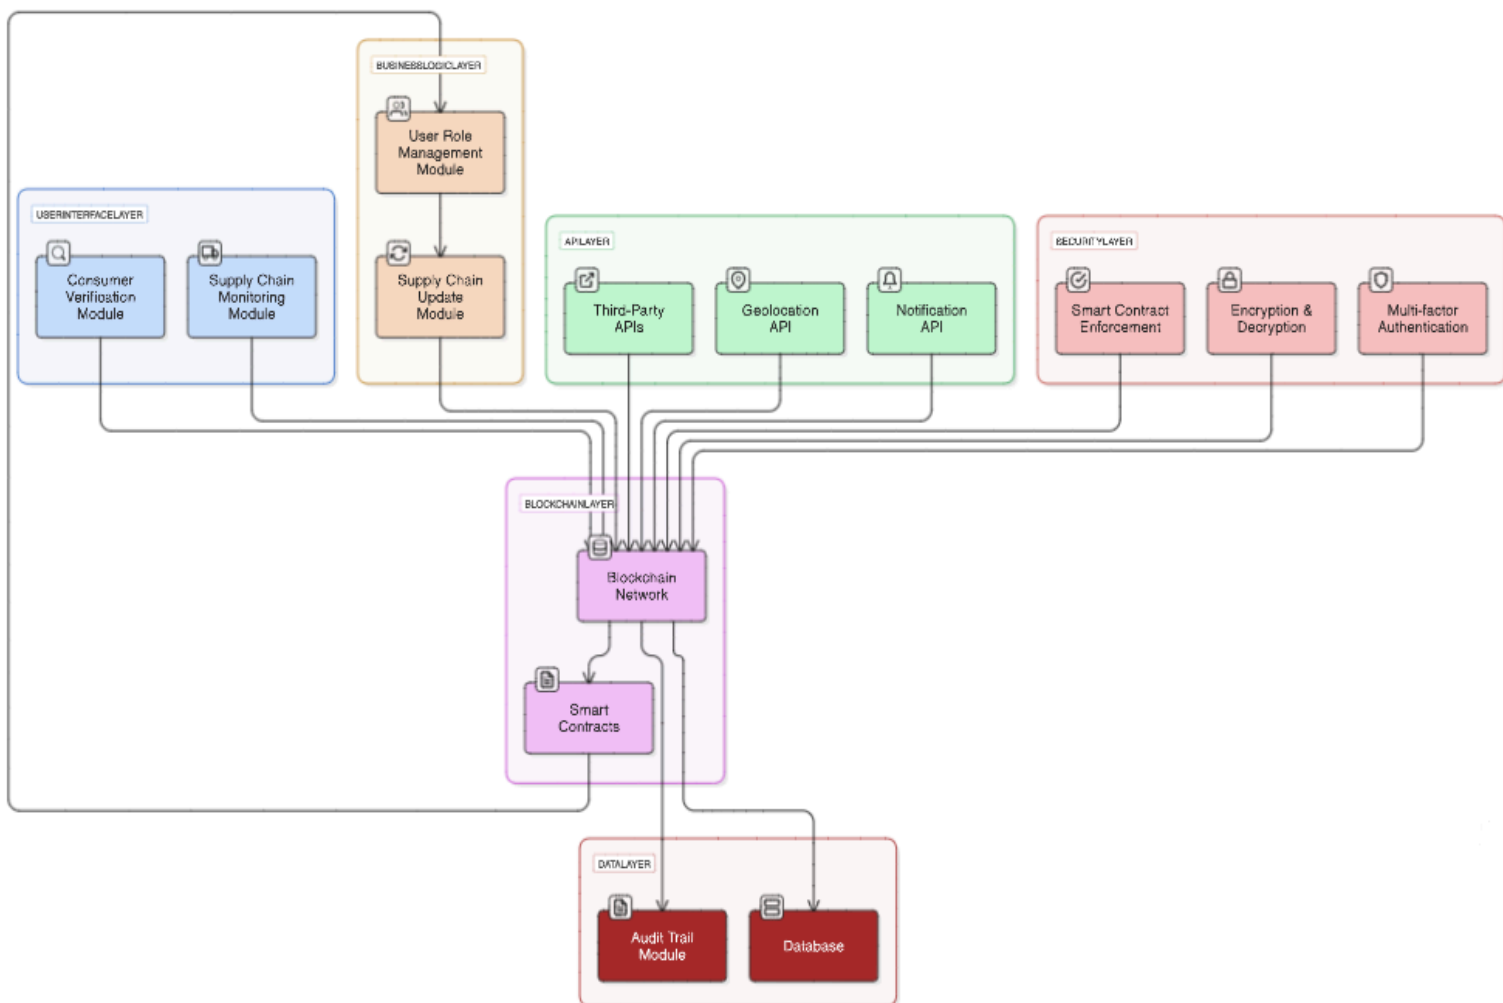 BUSINESSLOGICLAYER
User Role
Management
Module
Supply Chain
Update
Module
USERINTERFACELAYER
Consumer
Verification
Module
Supply Chain
Monitoring
Module
APILAYER
Third-Party
APIs
Geolocation
API
Notification
API
SECURITYLAYER
Smart Contract
Enforcement
Encryption &
Decryption
Multi-factor
Authentication
BLOCKCHAINLAYER
Blockchain
Network
Smart
Contracts
DATALAYER
Audit Trail
Module
Database